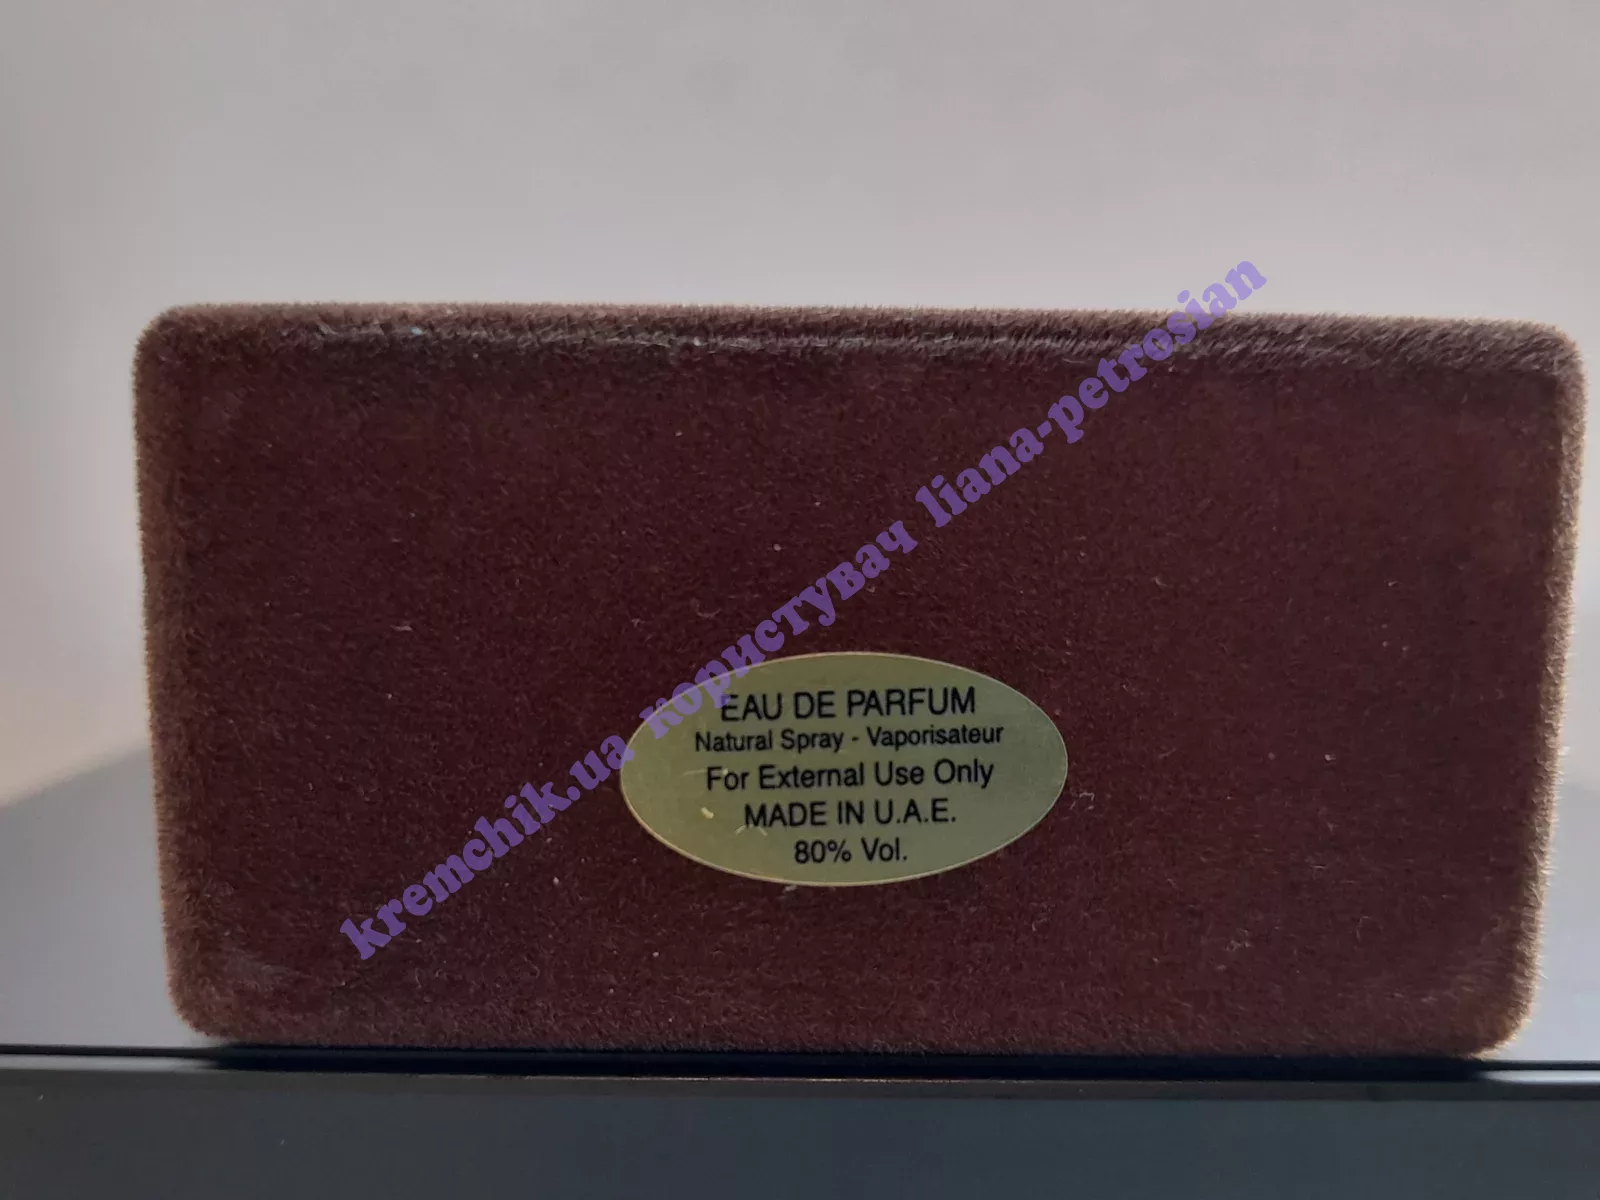 kremchik.ua користувач liana-petrosian
EAU DE PARFUM
Natural Spray - Vaporisateur
For External Use Only
MADE IN U.A.E.
80% Vol.